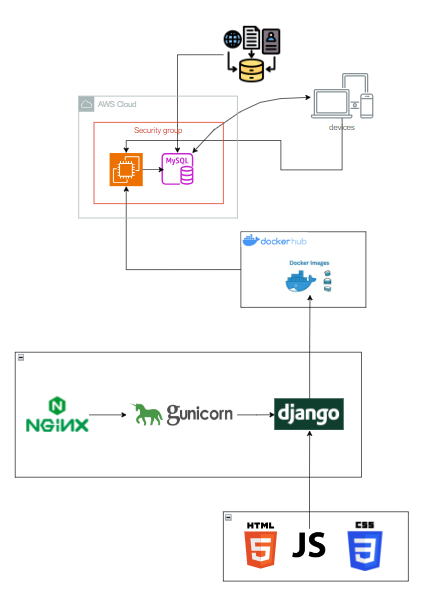 AWS Cloud
Security group
MySQL
devices
docker hub
Docker Images
NGINX
gunicorn
django
HTML
5
JS
CSS
3